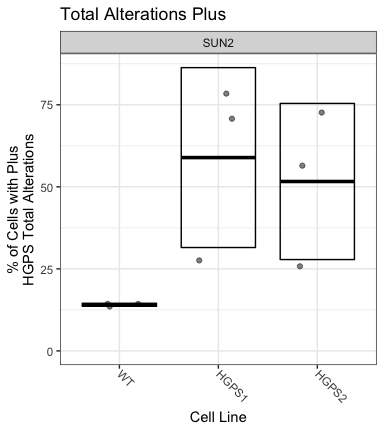 Total Alterations Plus
SUN2
% of Cells with Plus
HGPS Total Alterations
75
50
25
0
WT
HGPS1
HGPS2
Cell Line